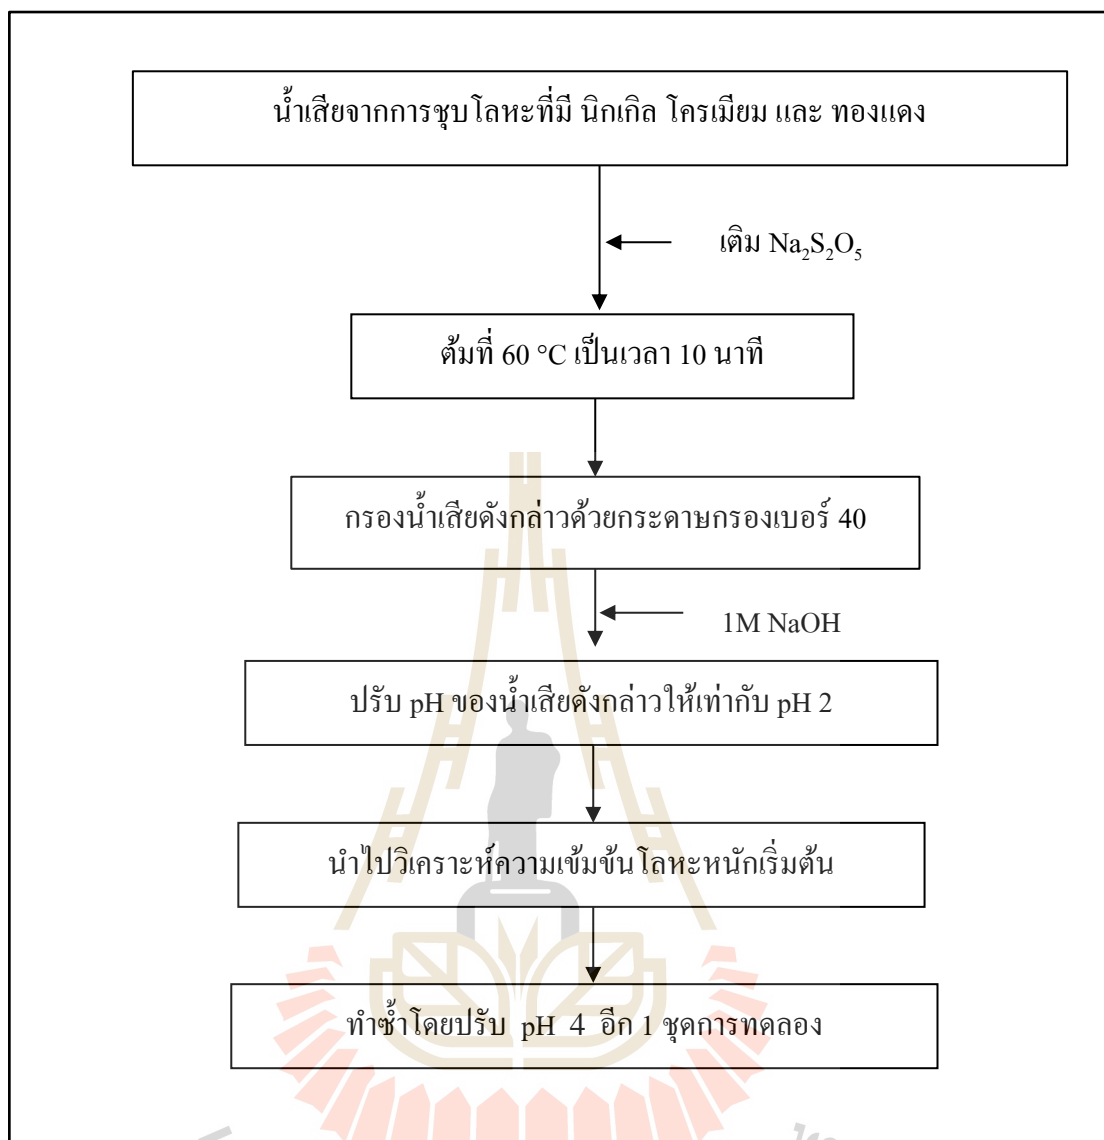 น้ำเสียจากการชุบโลหะที่มี นิกเกิล โครเมียม และ ทองแดง
เติม Na₂S₂O₅
ต้มที่ 60 °C เป็นเวลา 10 นาที
กรองน้ำเสียดังกล่าวด้วยกระดาษกรองเบอร์ 40
1M NaOH
ปรับ pH ของน้ำเสียดังกล่าวให้เท่ากับ pH 2
นำไปวิเคราะห์ความเข้มข้นโลหะหนักเริ่มต้น
ทำซ้ำโดยปรับ pH 4 อีก 1 ชุดการทดลอง